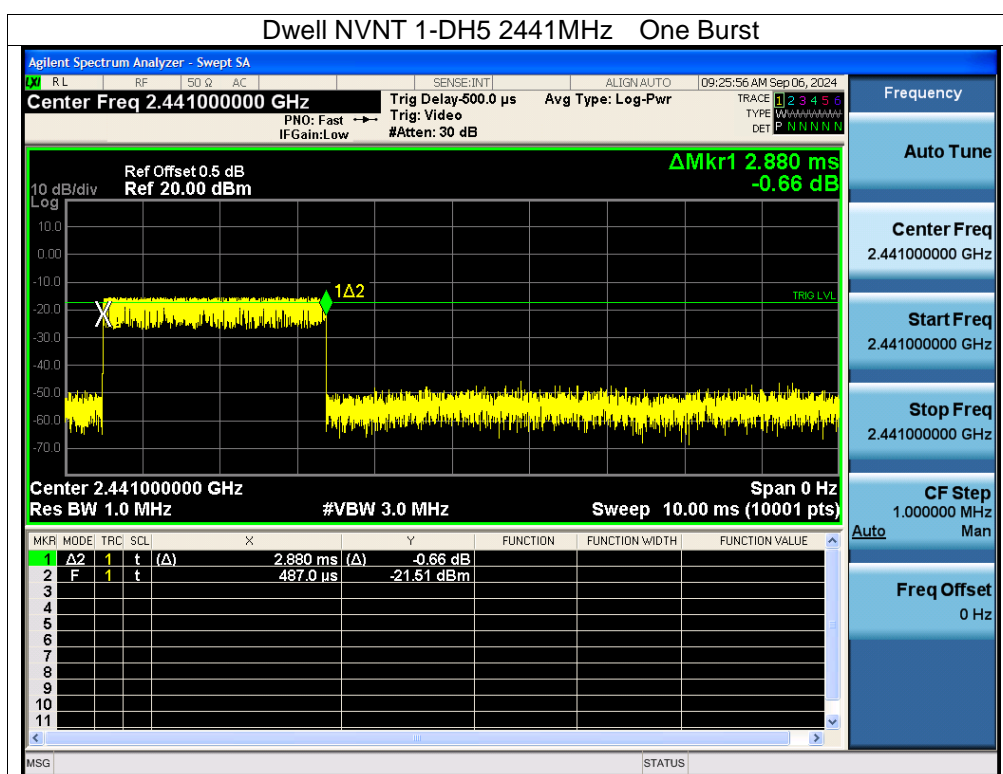 Dwell NVNT 1-DH5 2441MHz One Burst
Agilent Spectrum Analyzer - Swept SA
LXI RL RF 50 Ω AC SENSE:INT ALIGN AUTO 09:25:56 AM Sep 06, 2024
Center Freq 2.441000000 GHz
PNO: Fast
IFGain:Low
Trig Delay-500.0 µs
Trig: Video
#Atten: 30 dB
Avg Type: Log-Pwr
TRACE 1 2 3 4 5 6
TYPE WWWWWW
DET P N N N N N
Frequency
Auto Tune
Center Freq
2.441000000 GHz
Start Freq
2.441000000 GHz
Stop Freq
2.441000000 GHz
CF Step
1.000000 MHz
Auto Man
Freq Offset
0 Hz
ΔMkr1 2.880 ms
-0.66 dB
Ref Offset 0.5 dB
10 dB/div Ref 20.00 dBm
Log
10.0
0.00
-10.0
-20.0
-30.0
-40.0
-50.0
-60.0
-70.0
1Δ2
TRIG LVL
Center 2.441000000 GHz Span 0 Hz
Res BW 1.0 MHz #VBW 3.0 MHz Sweep 10.00 ms (10001 pts)
MKR MODE TRC SCL X Y FUNCTION FUNCTION WIDTH FUNCTION VALUE
1 Δ2 1 t (Δ) 2.880 ms (Δ) -0.66 dB
2 F 1 t 487.0 µs -21.51 dBm
3
4
5
6
7
8
9
10
11
MSG STATUS